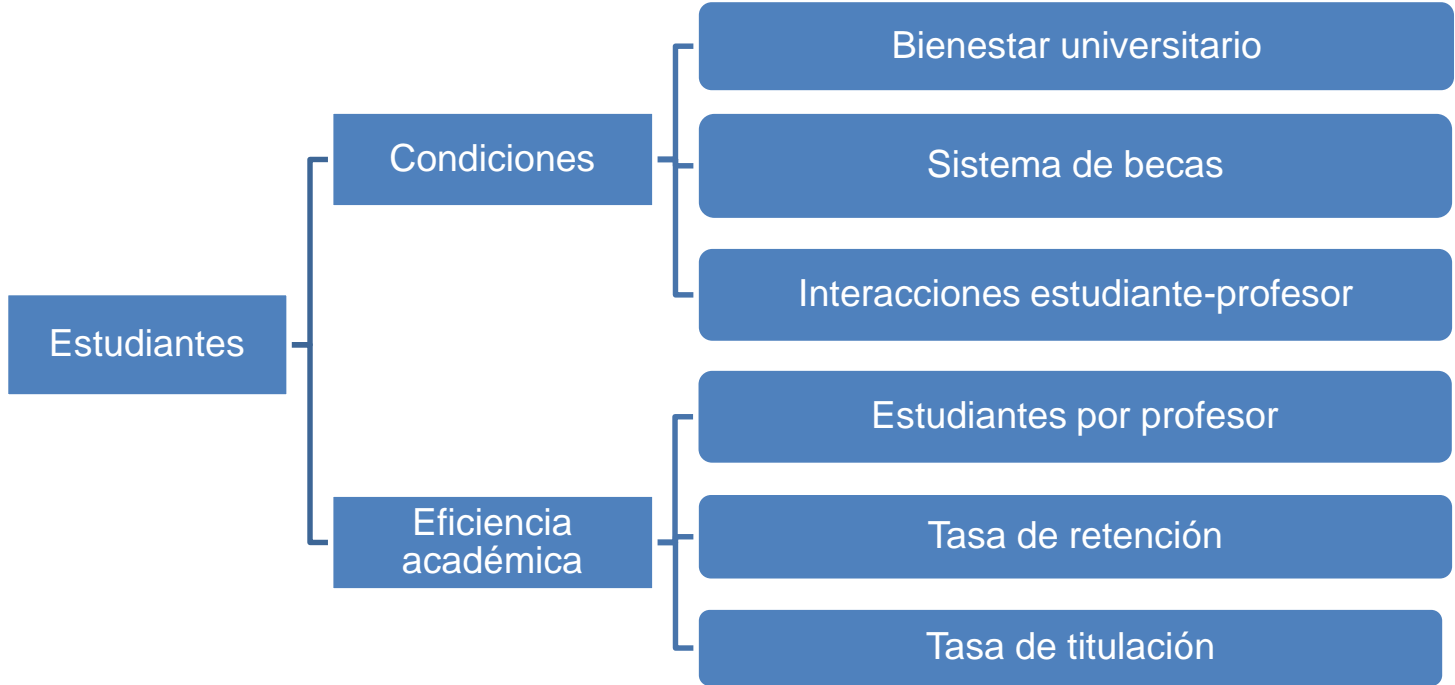 Estudiantes
Condiciones
Bienestar universitario
Sistema de becas
Interacciones estudiante-profesor
Eficiencia
académica
Estudiantes por profesor
Tasa de retención
Tasa de titulación